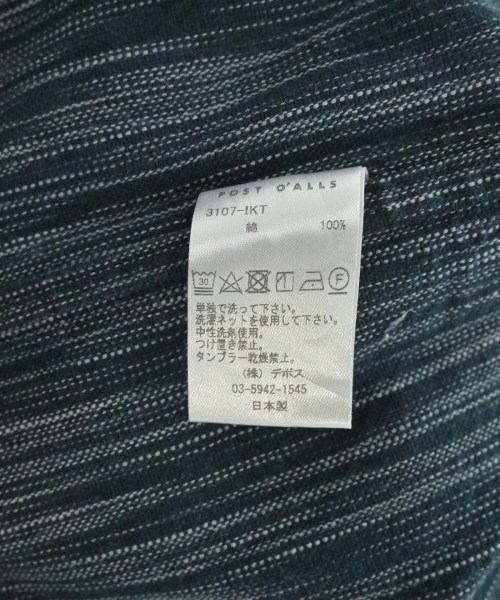 POST O'ALLS
3107-IKT
綿 100%
30 F
単独で洗って下さい。
洗濯ネットを使用して下さい。
中性洗剤使用。
つけ置き禁止。
タンブラー乾燥禁止。
(株) デポス
03-5942-1545
日本製